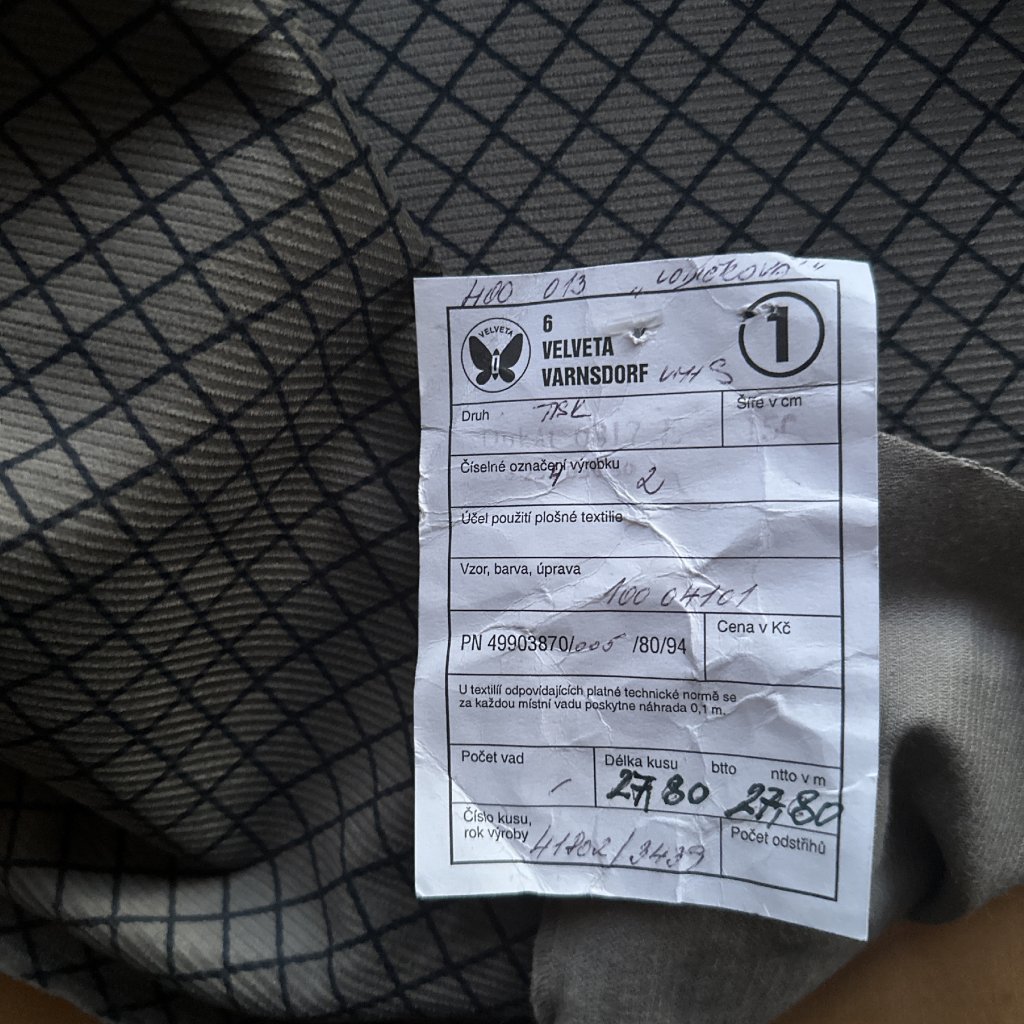 480 013
VELVETA
6
VELVETA
VARNSDORF
1
Druh
Šíře v cm
Číselné označení výrobku
2
Účel použití plošné textilie
Vzor, barva, úprava
100 04101
PN 49903870/005 /80/94
Cena v Kč
U textilií odpovídajících platné technické normě se
za každou místní vadu poskytne náhrada 0,1 m.
Počet vad
Délka kusu btto ntto v m
27,80 27,80
Číslo kusu,
rok výroby 41802/3439
Počet odstřihů